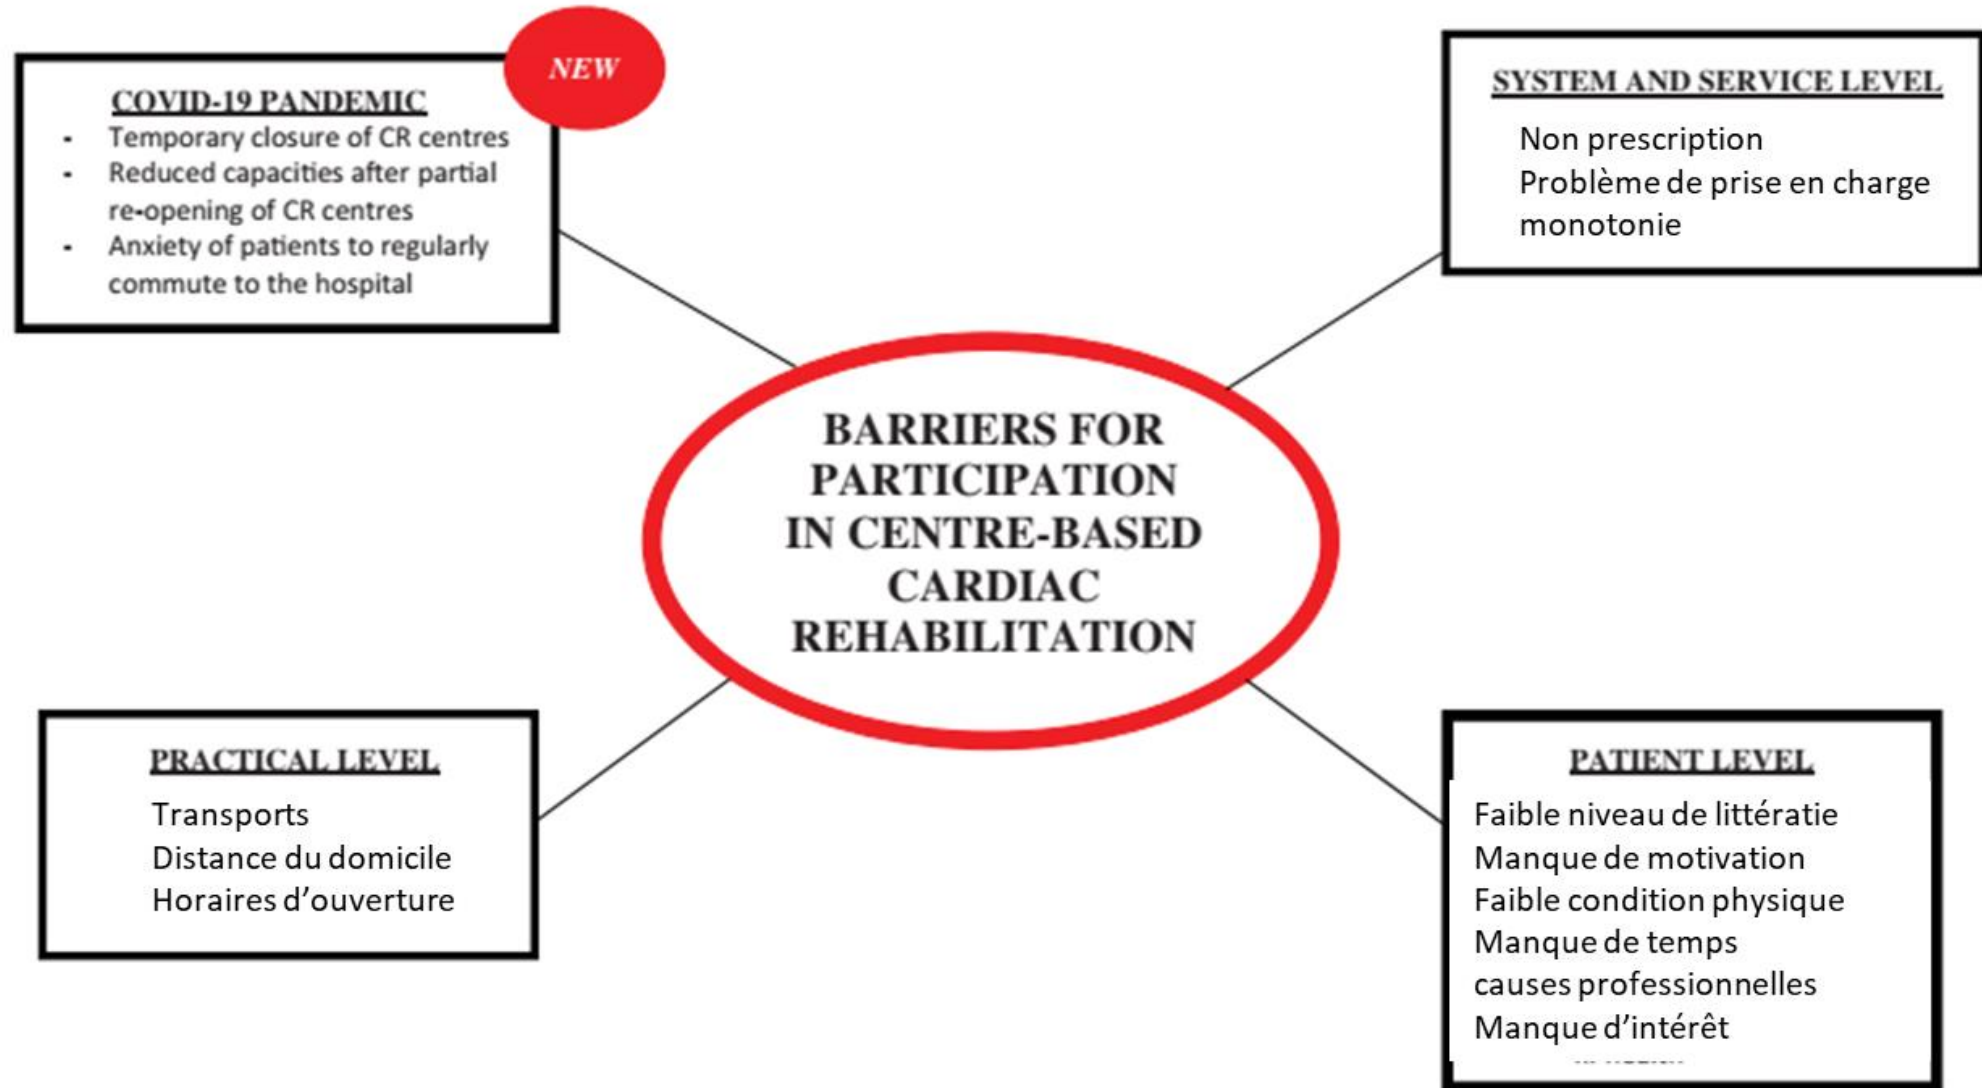 NEW
COVID-19 PANDEMIC
- Temporary closure of CR centres
- Reduced capacities after partial
re-opening of CR centres
- Anxiety of patients to regularly
commute to the hospital
SYSTEM AND SERVICE LEVEL
Non prescription
Problème de prise en charge
monotonie
BARRIERS FOR
PARTICIPATION
IN CENTRE-BASED
CARDIAC
REHABILITATION
PRACTICAL LEVEL
Transports
Distance du domicile
Horaires d’ouverture
PATIENT LEVEL
Faible niveau de littératie
Manque de motivation
Faible condition physique
Manque de temps
causes professionnelles
Manque d’intérêt